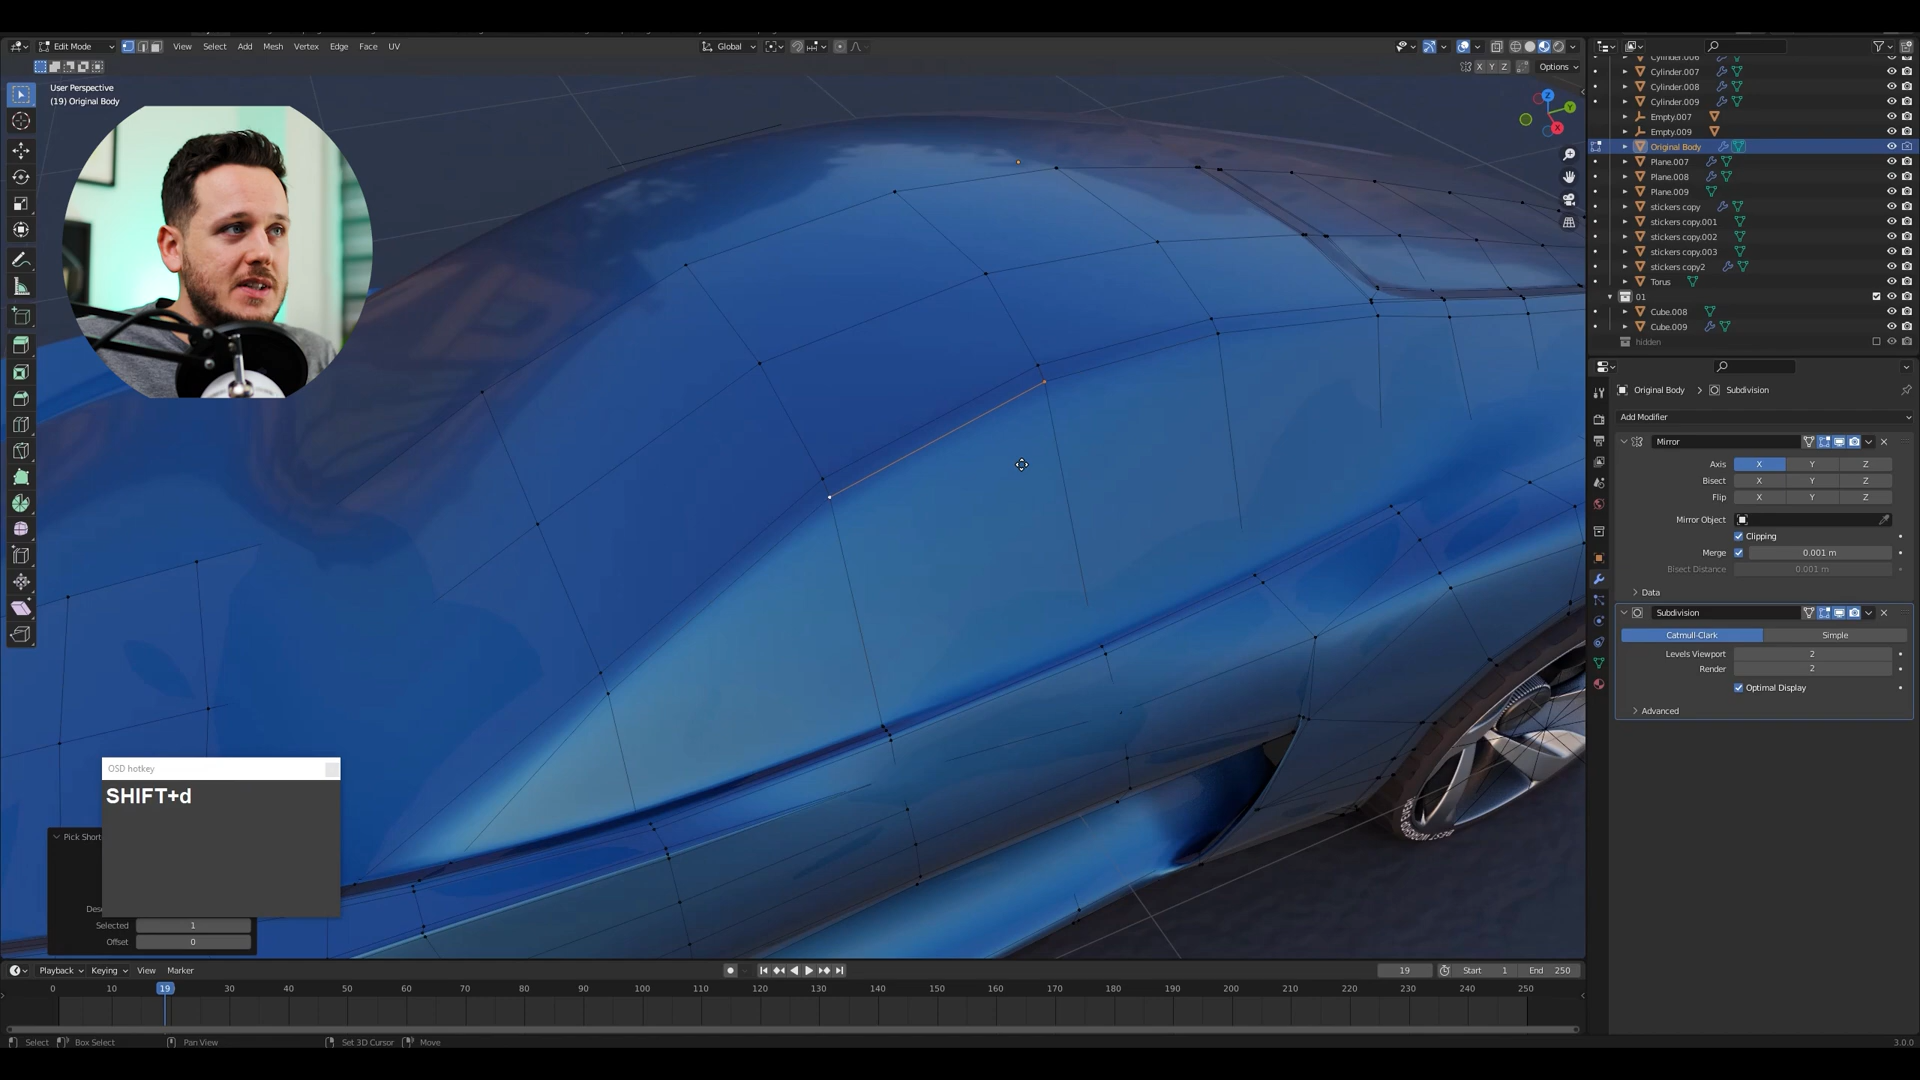 Edit Mode View Select Add Mesh Vertex Edge Face UV Global
X Y Z Options
User Perspective
(19) Original Body
Z Y X
Cylinder.006
Cylinder.007
Cylinder.008
Cylinder.009
Empty.007
Empty.009
Original Body
Plane.007
Plane.008
Plane.009
stickers copy
stickers copy.001
stickers copy.002
stickers copy.003
stickers copy2
Torus
01
Cube.008
Cube.009
hidden
Original Body > Subdivision
Add Modifier
Mirror
Axis X Y Z
Bisect X Y Z
Flip X Y Z
Mirror Object
Clipping
Merge 0.001 m
Bisect Distance 0.001 m
Data
Subdivision
Catmull-Clark Simple
Levels Viewport 2
Render 2
Optimal Display
Advanced
OSD hotkey
SHIFT+d
Pick Short
Dese
Selected 1
Offset 0
Playback Keying View Marker 19 Start 1 End 250
0 10 19 30 40 50 60 70 80 90 100 110 120 130 140 150 160 170 180 190 200 210 220 230 240 250
Select Box Select Pan View Set 3D Cursor Move 3.0.0